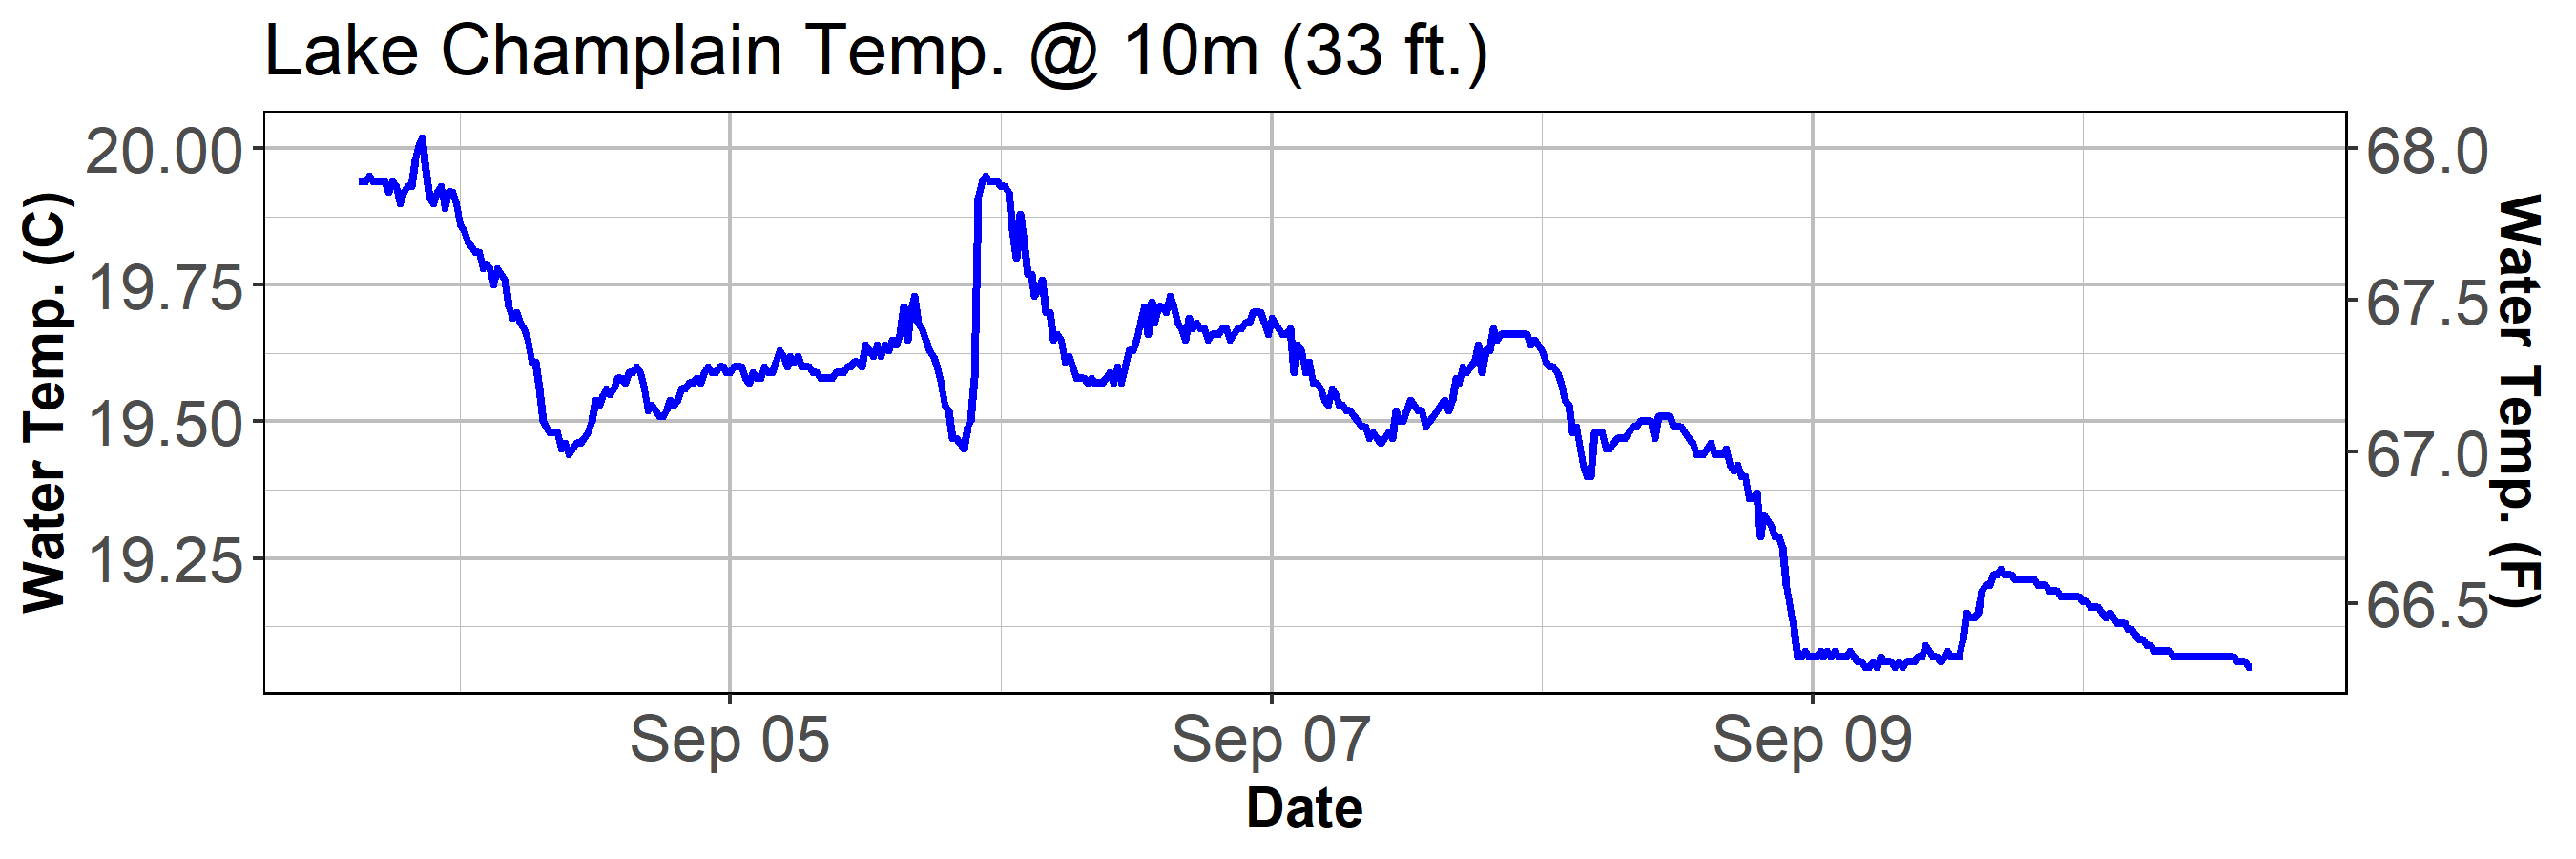 Lake Champlain Temp. @ 10m (33 ft.)
Water Temp. (C)
20.00
19.75
19.50
19.25
68.0
67.5
67.0
66.5
Water Temp. (F)
Sep 05
Sep 07
Sep 09
Date